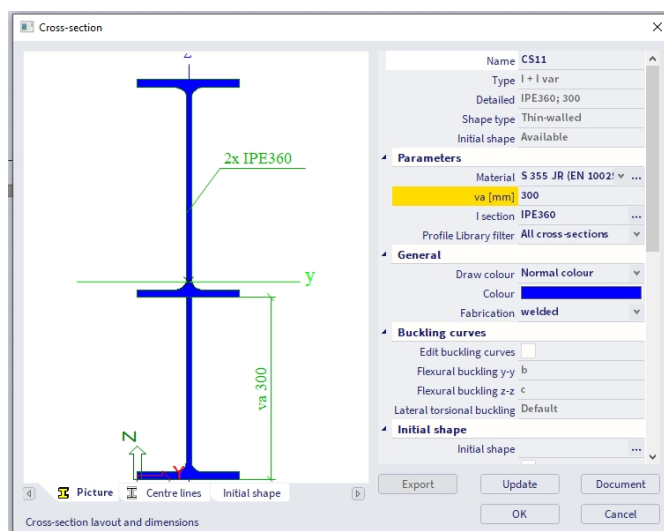 Cross-section
z
2x IPE360
y
va 300
Z
Y
Picture
Centre lines
Initial shape
Cross-section layout and dimensions
Name CS11
Type I + I var
Detailed IPE360; 300
Shape type Thin-walled
Initial shape Available
Parameters
Material S 355 JR (EN 1002! ...
va [mm] 300
I section IPE360 ...
Profile Library filter All cross-sections
General
Draw colour Normal colour
Colour
Fabrication welded
Buckling curves
Edit buckling curves
Flexural buckling y-y b
Flexural buckling z-z c
Lateral torsional buckling Default
Initial shape
Initial shape ...
Export Update Document
OK Cancel